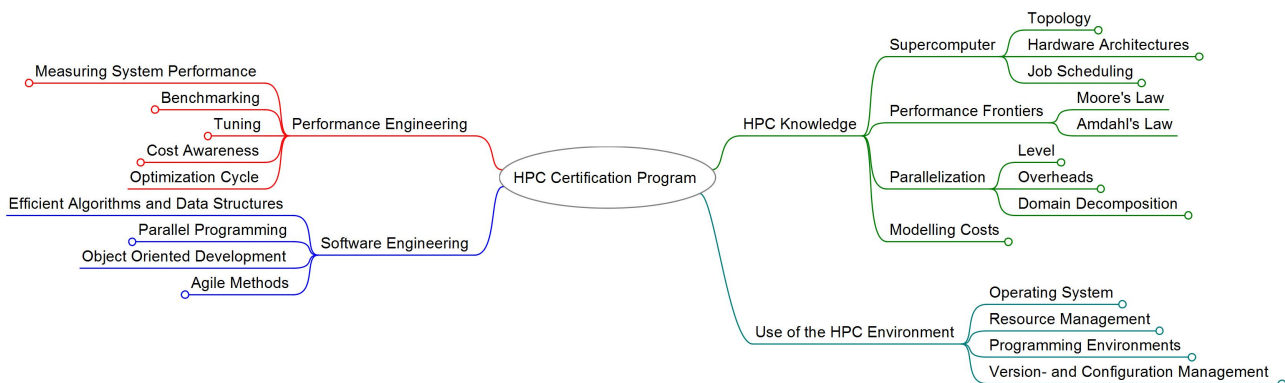 HPC Certification Program
Performance Engineering
Measuring System Performance
Benchmarking
Tuning
Cost Awareness
Optimization Cycle
Software Engineering
Efficient Algorithms and Data Structures
Parallel Programming
Object Oriented Development
Agile Methods
HPC Knowledge
Supercomputer
Topology
Hardware Architectures
Job Scheduling
Performance Frontiers
Moore's Law
Amdahl's Law
Parallelization
Level
Overheads
Domain Decomposition
Modelling Costs
Use of the HPC Environment
Operating System
Resource Management
Programming Environments
Version- and Configuration Management